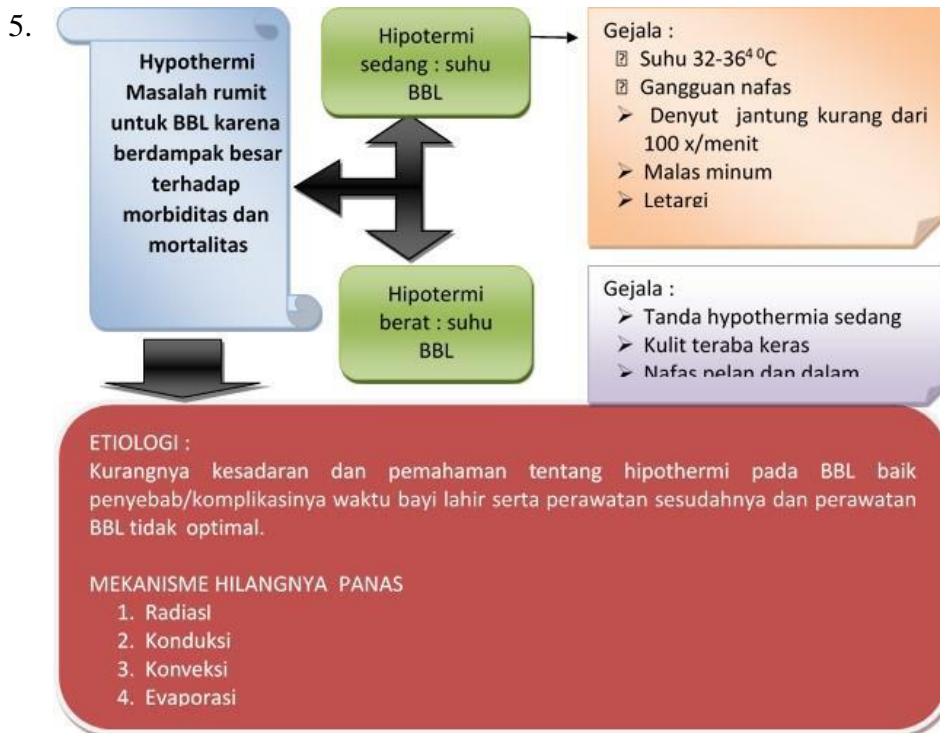 5.
Hypothermi
Masalah rumit
untuk BBL karena
berdampak besar
terhadap
morbiditas dan
mortalitas
Hipotermi
sedang : suhu
BBL
Gejala :
Suhu 32-36⁴ ⁰C
Gangguan nafas
➢ Denyut jantung kurang dari
100 x/menit
➢ Malas minum
➢ Letargi
Hipotermi
berat : suhu
BBL
Gejala :
➢ Tanda hypothermia sedang
➢ Kulit teraba keras
➢ Nafas pelan dan dalam
ETIOLOGI :
Kurangnya kesadaran dan pemahaman tentang hipothermi pada BBL baik
penyebab/komplikasinya waktu bayi lahir serta perawatan sesudahnya dan perawatan
BBL tidak optimal.
MEKANISME HILANGNYA PANAS
1. RadiasI
2. Konduksi
3. Konveksi
4. Evaporasi